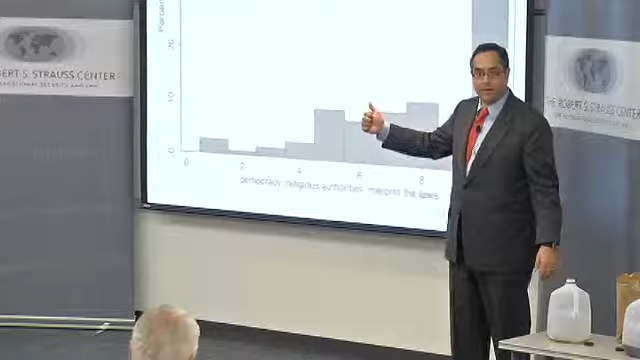 ERT S. STRAUSS CENTER
Percent
20
10
0
0 2 4 6 8
democracy: religious authorities interpret the laws
THE ROBERT S. STRAUSS CENTER